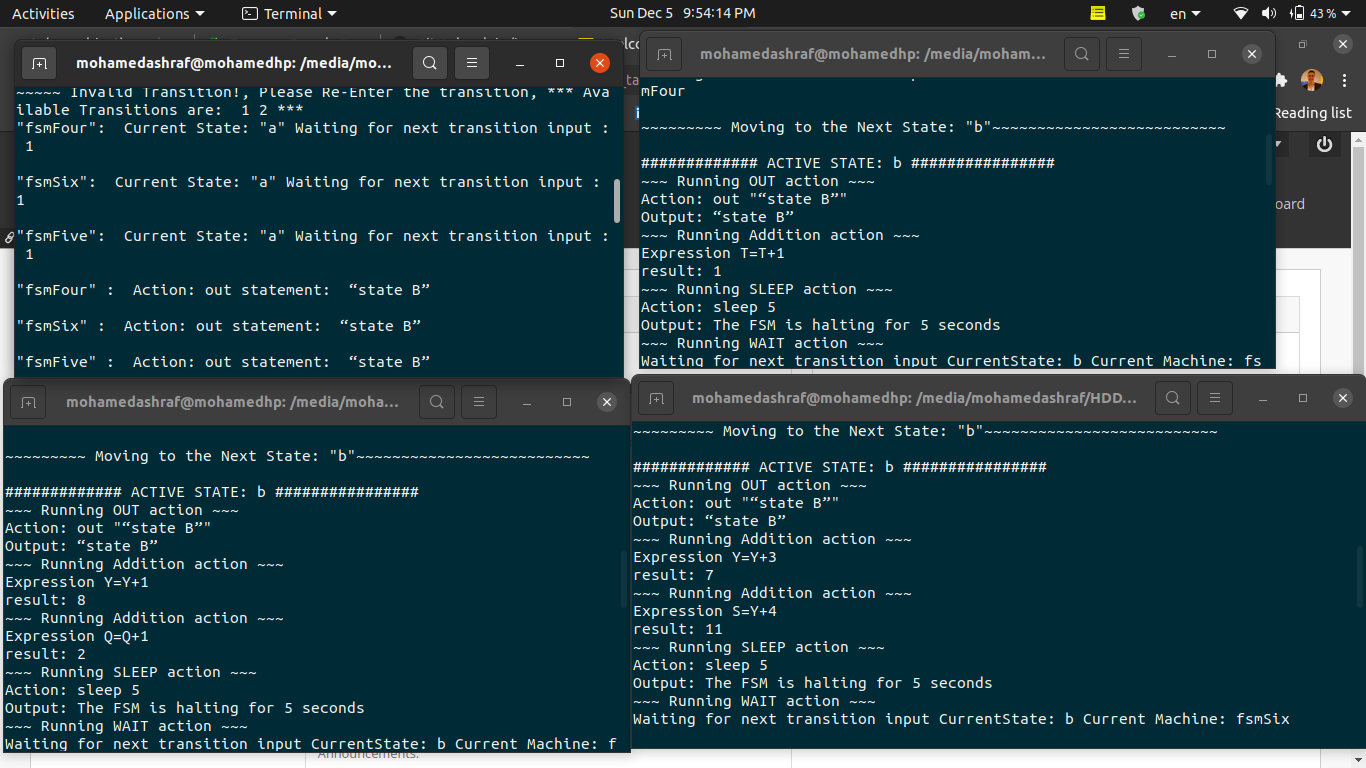 Activities Applications Terminal Sun Dec 5 9:54:14 PM en 43 %
mohamedashraf@mohamedhp: /media/mo...
~~~~~ Invalid Transition!, Please Re-Enter the transition, *** Ava
ilable Transitions are:  1 2 ***
"fsmFour":  Current State: "a" Waiting for next transition input :
 1
"fsmSix":  Current State: "a" Waiting for next transition input :
1
"fsmFive":  Current State: "a" Waiting for next transition input :
 1
"fsmFour" :  Action: out statement:  “state B”
"fsmSix" :  Action: out statement:  “state B”
"fsmFive" :  Action: out statement:  “state B”
mohamedashraf@mohamedhp: /media/moham...
mFour
~~~~~~~~~ Moving to the Next State: "b"~~~~~~~~~~~~~~~~~~~~~~~~~~
############# ACTIVE STATE: b ################
~~~ Running OUT action ~~~
Action: out "“state B”"
Output: “state B”
~~~ Running Addition action ~~~
Expression T=T+1
result: 1
~~~ Running SLEEP action ~~~
Action: sleep 5
Output: The FSM is halting for 5 seconds
~~~ Running WAIT action ~~~
Waiting for next transition input CurrentState: b Current Machine: fs
Reading list
oard
mohamedashraf@mohamedhp: /media/moha...
~~~~~~~~~ Moving to the Next State: "b"~~~~~~~~~~~~~~~~~~~~~~~~~~
############# ACTIVE STATE: b ################
~~~ Running OUT action ~~~
Action: out "“state B”"
Output: “state B”
~~~ Running Addition action ~~~
Expression Y=Y+1
result: 8
~~~ Running Addition action ~~~
Expression Q=Q+1
result: 2
~~~ Running SLEEP action ~~~
Action: sleep 5
Output: The FSM is halting for 5 seconds
~~~ Running WAIT action ~~~
Waiting for next transition input CurrentState: b Current Machine: f
mohamedashraf@mohamedhp: /media/mohamedashraf/HDD...
~~~~~~~~~ Moving to the Next State: "b"~~~~~~~~~~~~~~~~~~~~~~~~~~
############# ACTIVE STATE: b ################
~~~ Running OUT action ~~~
Action: out "“state B”"
Output: “state B”
~~~ Running Addition action ~~~
Expression Y=Y+3
result: 7
~~~ Running Addition action ~~~
Expression S=Y+4
result: 11
~~~ Running SLEEP action ~~~
Action: sleep 5
Output: The FSM is halting for 5 seconds
~~~ Running WAIT action ~~~
Waiting for next transition input CurrentState: b Current Machine: fsmSix
Announcements.